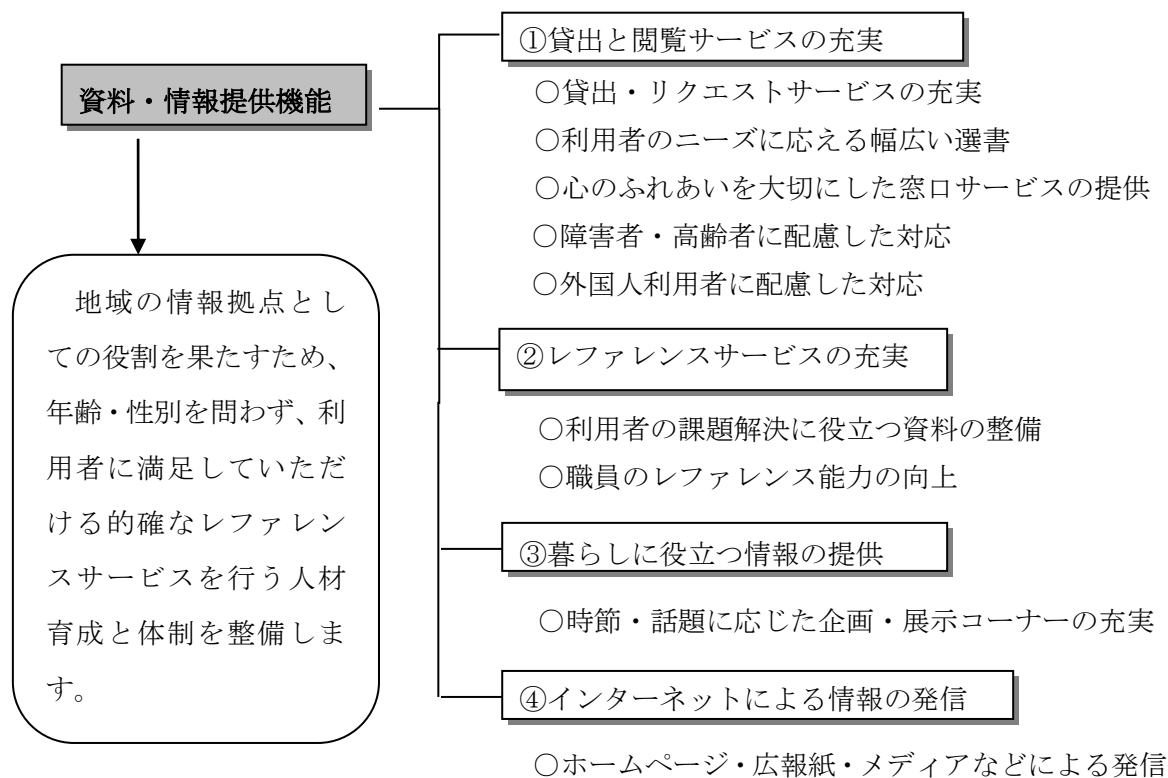 資料・情報提供機能
地域の情報拠点とし
ての役割を果たすため、
年齢・性別を問わず、利
用者に満足していただ
ける的確なレファレン
スサービスを行う人材
育成と体制を整備しま
す。
①貸出と閲覧サービスの充実
○貸出・リクエストサービスの充実
○利用者のニーズに応える幅広い選書
○心のふれあいを大切にした窓口サービスの提供
○障害者・高齢者に配慮した対応
○外国人利用者に配慮した対応
②レファレンスサービスの充実
○利用者の課題解決に役立つ資料の整備
○職員のレファレンス能力の向上
③暮らしに役立つ情報の提供
○時節・話題に応じた企画・展示コーナーの充実
④インターネットによる情報の発信
○ホームページ・広報紙・メディアなどによる発信